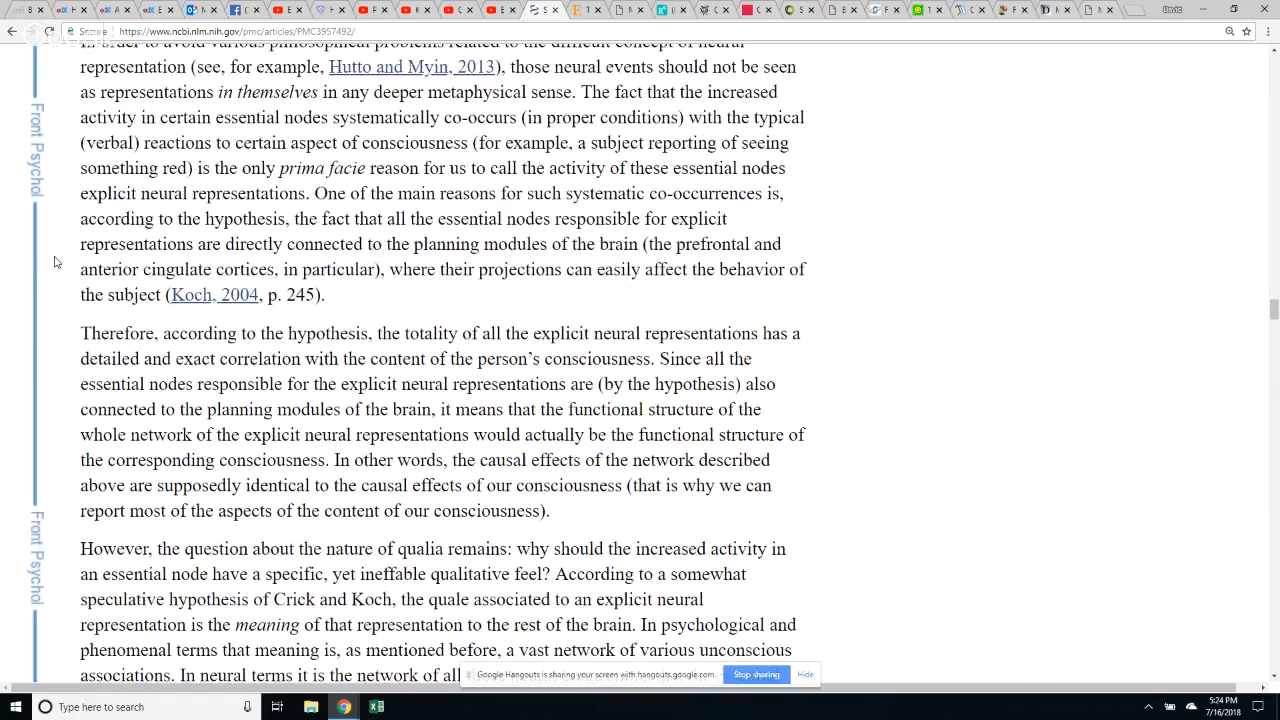 Secure https://www.ncbi.nlm.nih.gov/pmc/articles/PMC3957492/
In order to avoid various philosophical problems related to the difficult concept of neural
representation (see, for example, Hutto and Myin, 2013), those neural events should not be seen
as representations in themselves in any deeper metaphysical sense. The fact that the increased
activity in certain essential nodes systematically co-occurs (in proper conditions) with the typical
(verbal) reactions to certain aspect of consciousness (for example, a subject reporting of seeing
something red) is the only prima facie reason for us to call the activity of these essential nodes
explicit neural representations. One of the main reasons for such systematic co-occurrences is,
according to the hypothesis, the fact that all the essential nodes responsible for explicit
representations are directly connected to the planning modules of the brain (the prefrontal and
anterior cingulate cortices, in particular), where their projections can easily affect the behavior of
the subject (Koch, 2004, p. 245).
Therefore, according to the hypothesis, the totality of all the explicit neural representations has a
detailed and exact correlation with the content of the person's consciousness. Since all the
essential nodes responsible for the explicit neural representations are (by the hypothesis) also
connected to the planning modules of the brain, it means that the functional structure of the
whole network of the explicit neural representations would actually be the functional structure of
the corresponding consciousness. In other words, the causal effects of the network described
above are supposedly identical to the causal effects of our consciousness (that is why we can
report most of the aspects of the content of our consciousness).
However, the question about the nature of qualia remains: why should the increased activity in
an essential node have a specific, yet ineffable qualitative feel? According to a somewhat
speculative hypothesis of Crick and Koch, the quale associated to an explicit neural
representation is the meaning of that representation to the rest of the brain. In psychological and
phenomenal terms that meaning is, as mentioned before, a vast network of various unconscious
associations. In neural terms it is the network of all
Front Psychol
Front Psychol
Google Hangouts is sharing your screen with hangouts.google.com.
Stop sharing
Hide
Type here to search
5:24 PM
7/16/2018